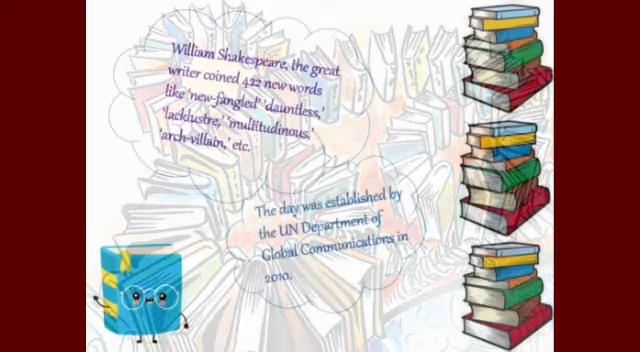 William Shakespeare, the great
writer coined 422 new words
like 'new-fangled' 'dauntless,'
'lacklustre,' 'multitudinous,'
'arch-villain,' etc.
The day was established by
the UN Department of
Global Communications in
2010.